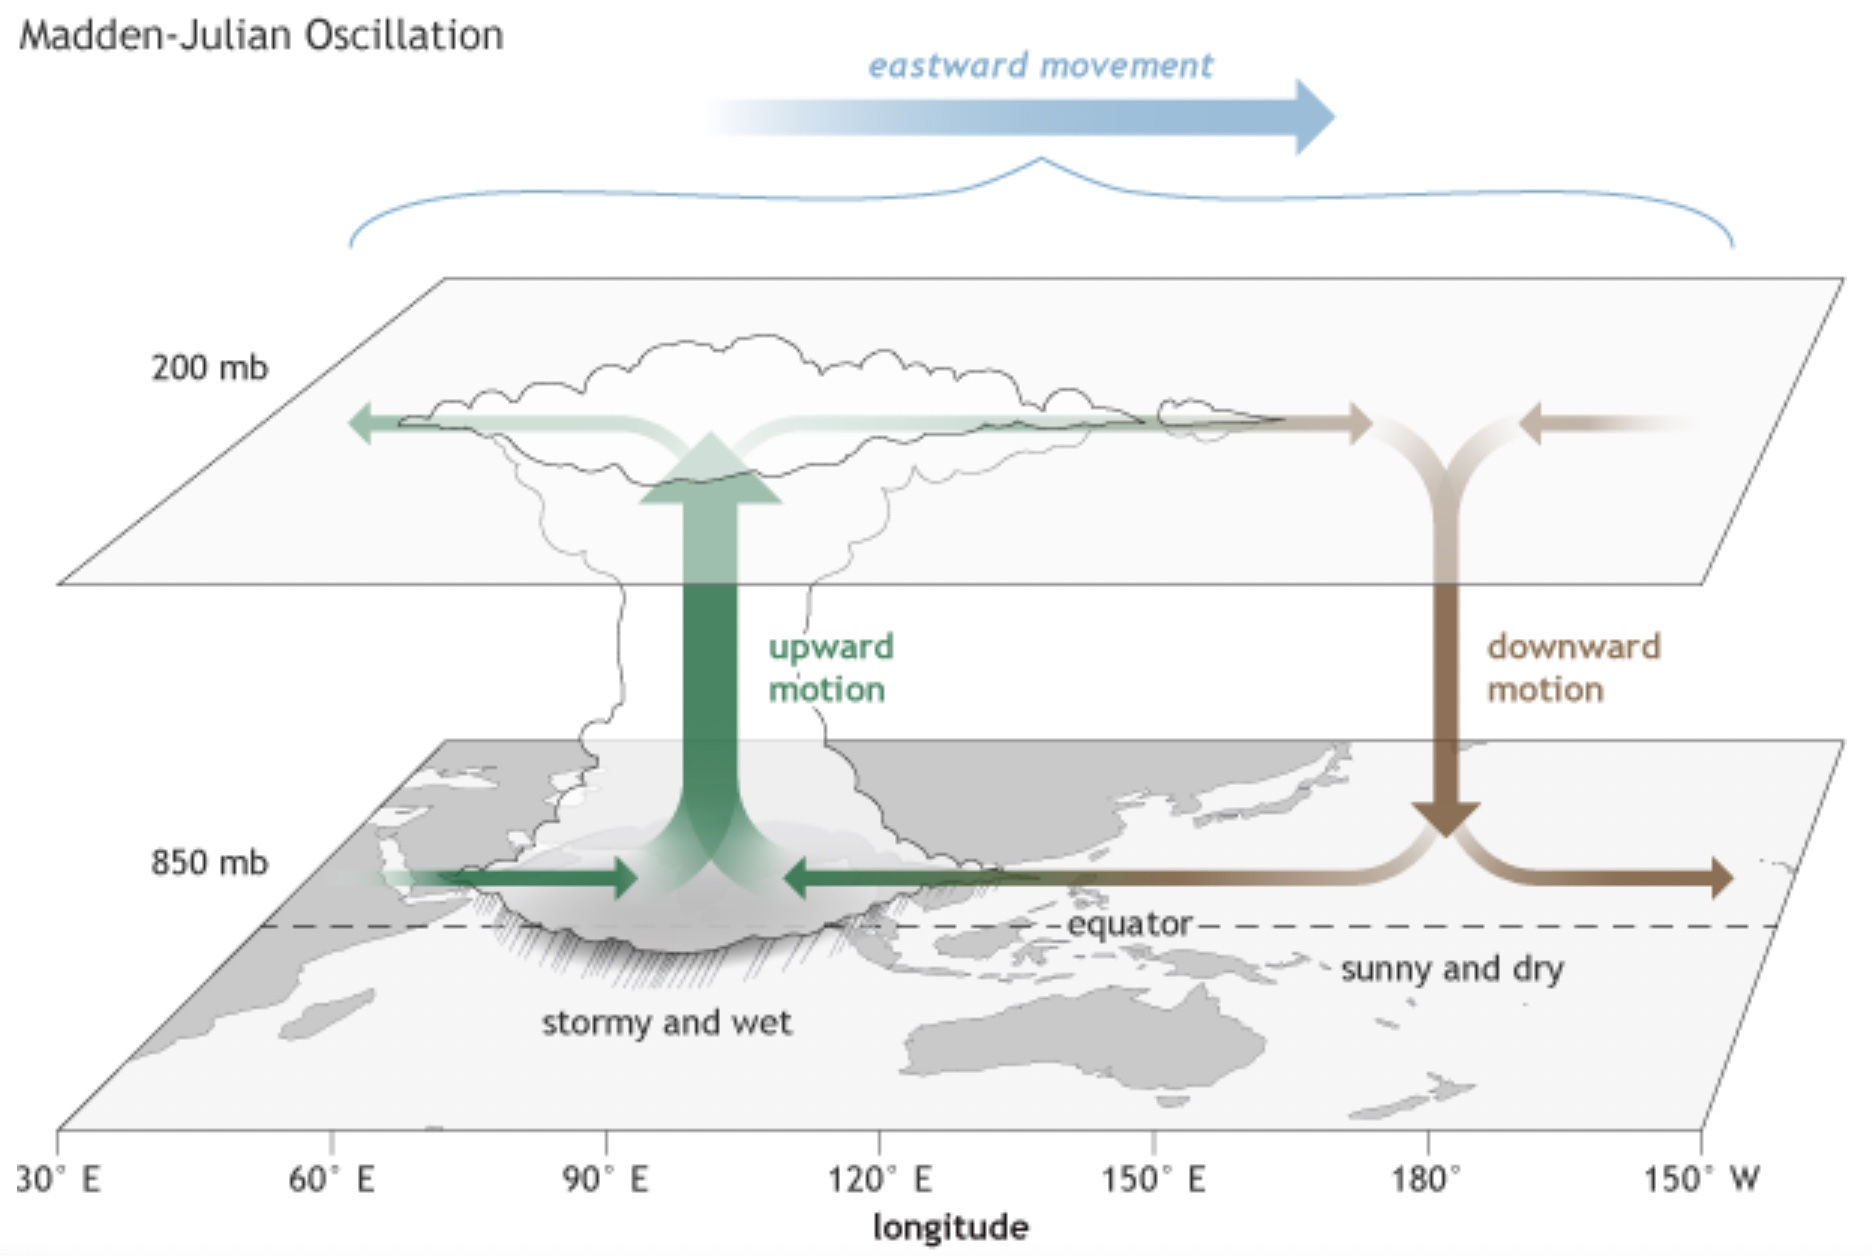 Madden-Julian Oscillation
eastward movement
200 mb
upward
motion
downward
motion
850 mb
equator
sunny and dry
stormy and wet
30° E 60° E 90° E 120° E 150° E 180° 150° W
longitude